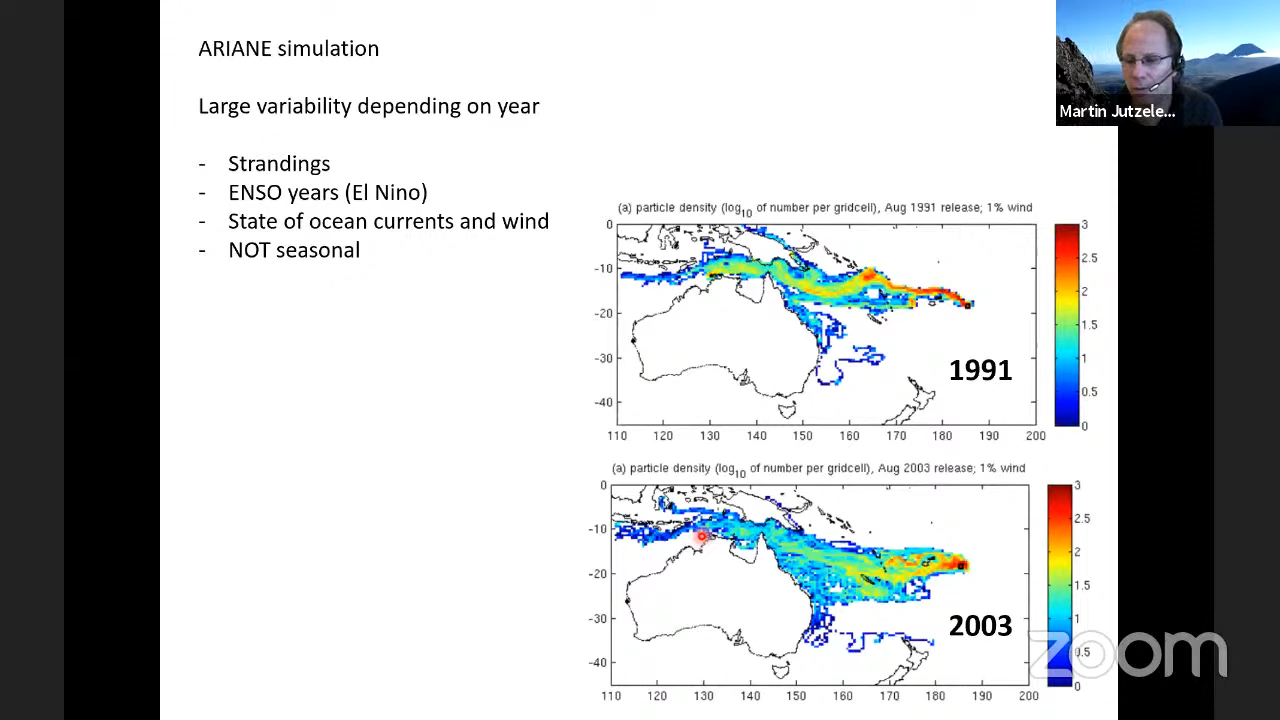 ARIANE simulation
Large variability depending on year
- Strandings
- ENSO years (El Nino)
- State of ocean currents and wind
- NOT seasonal
Martin Jutzele...
(a) particle density (log10 of number per gridcell), Aug 1991 release; 1% wind
0
-10
-20
-30
-40
110 120 130 140 150 160 170 180 190 200
1991
3
2.5
2
1.5
1
0.5
0
(a) particle density (log10 of number per gridcell), Aug 2003 release; 1% wind
0
-10
-20
-30
-40
110 120 130 140 150 160 170 180 190 200
2003
3
2.5
2
1.5
1
0.5
0
zoom